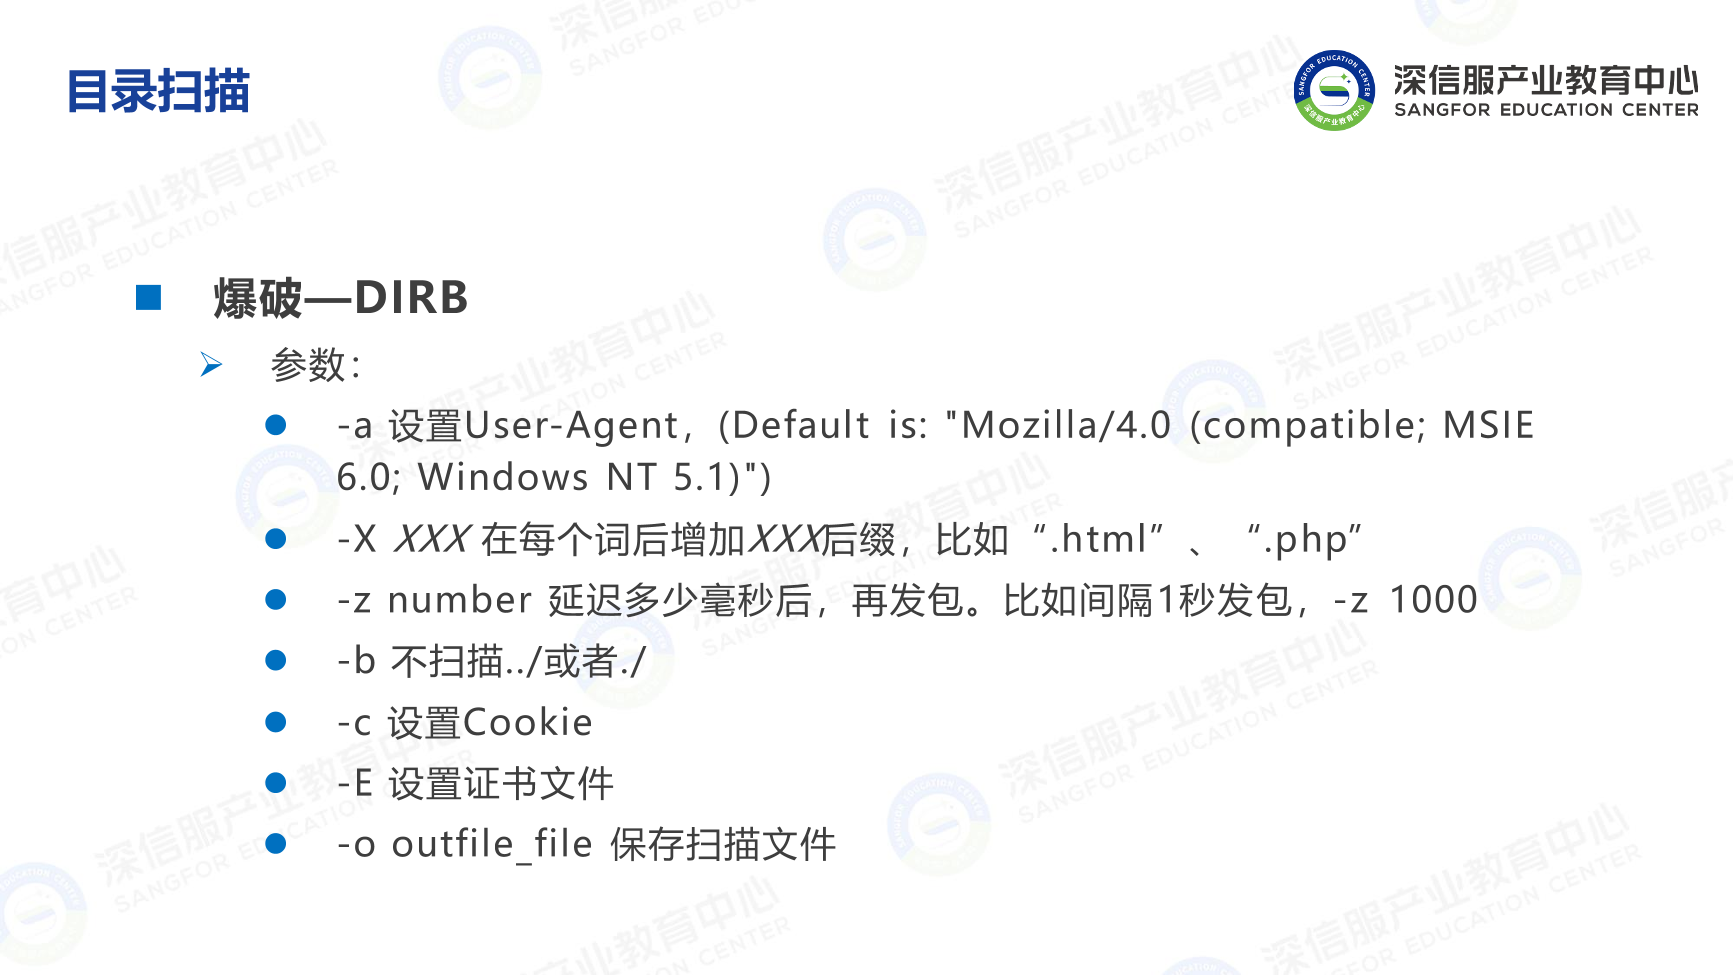 目录扫描
深信服产业教育中心
SANGFOR EDUCATION CENTER
爆破—DIRB
参数：
-a 设置User-Agent，(Default is: "Mozilla/4.0 (compatible; MSIE
6.0; Windows NT 5.1)")
-X XXX 在每个词后增加XXX后缀，比如“.html”、“.php”
-z number 延迟多少毫秒后，再发包。比如间隔1秒发包，-z 1000
-b 不扫描../或者./
-c 设置Cookie
-E 设置证书文件
-o outfile_file 保存扫描文件